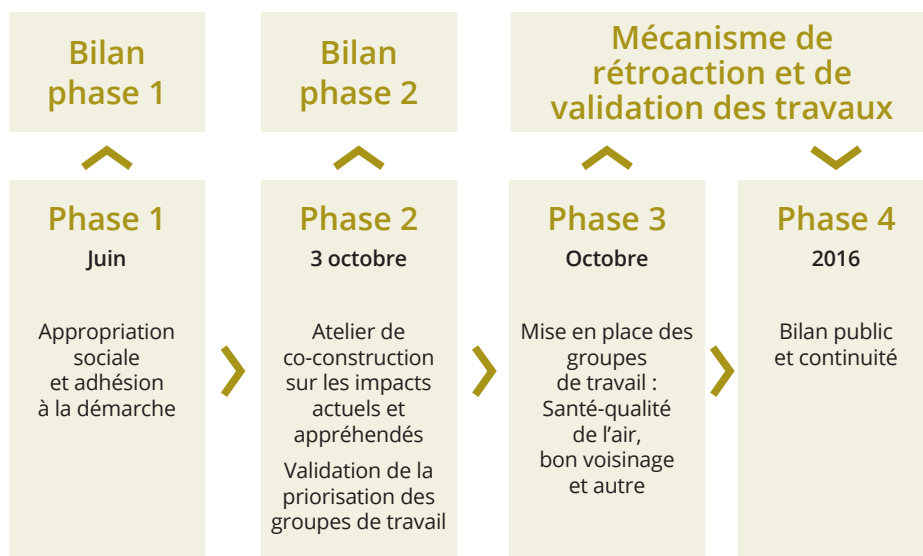 Bilan
phase 1
Bilan
phase 2
Mécanisme de
rétroaction et de
validation des travaux
Phase 1
Juin
Appropriation
sociale
et adhésion
à la démarche
Phase 2
3 octobre
Atelier de
co-construction
sur les impacts
actuels et
appréhendés
Validation de la
priorisation des
groupes de travail
Phase 3
Octobre
Mise en place des
groupes
de travail :
Santé-qualité
de l’air,
bon voisinage
et autre
Phase 4
2016
Bilan public
et continuité